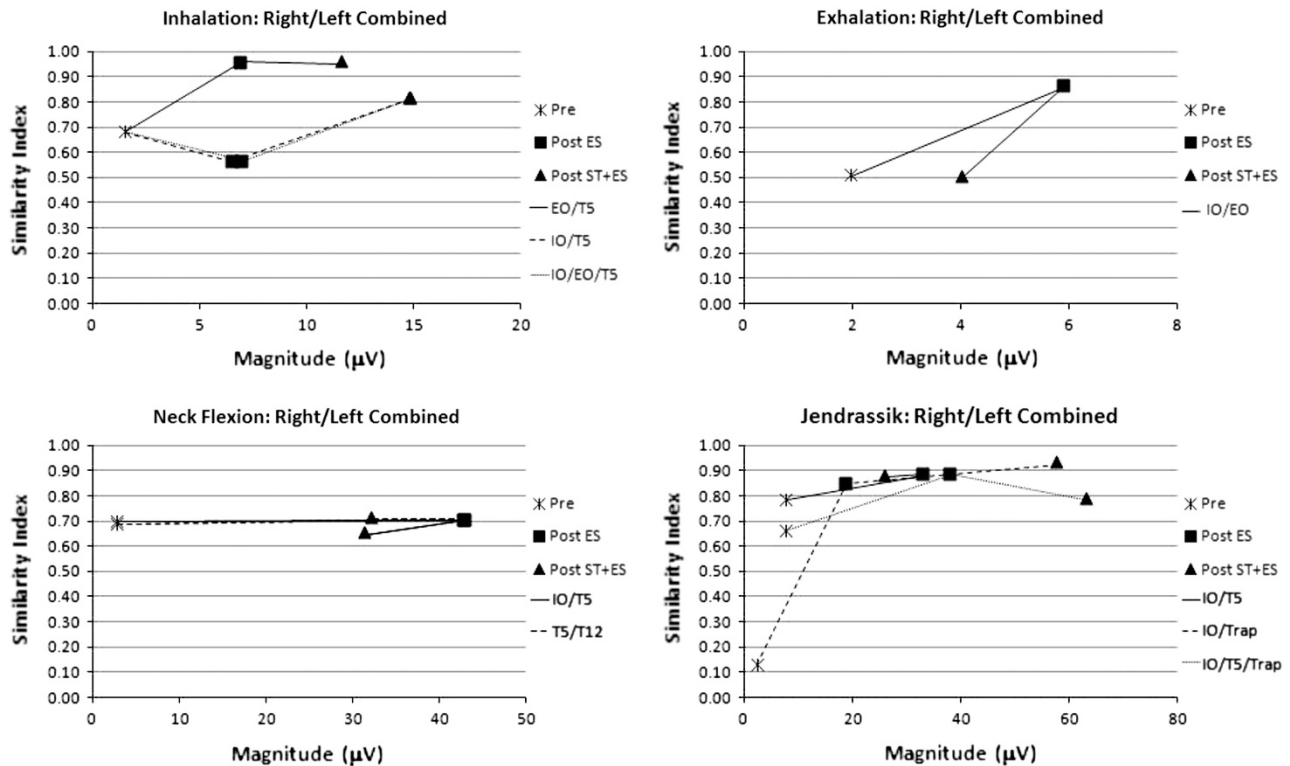 Inhalation: Right/Left Combined
1.00
0.90
0.80
0.70
0.60
0.50
0.40
0.30
0.20
0.10
0.00
Similarity Index
0 5 10 15 20
Magnitude (µV)
Pre
Post ES
Post ST+ES
EO/T5
IO/T5
IO/EO/T5
Exhalation: Right/Left Combined
1.00
0.90
0.80
0.70
0.60
0.50
0.40
0.30
0.20
0.10
0.00
Similarity Index
0 2 4 6 8
Magnitude (µV)
Pre
Post ES
Post ST+ES
IO/EO
Neck Flexion: Right/Left Combined
1.00
0.90
0.80
0.70
0.60
0.50
0.40
0.30
0.20
0.10
0.00
Similarity Index
0 10 20 30 40 50
Magnitude (µV)
Pre
Post ES
Post ST+ES
IO/T5
T5/T12
Jendrassik: Right/Left Combined
1.00
0.90
0.80
0.70
0.60
0.50
0.40
0.30
0.20
0.10
0.00
Similarity Index
0 20 40 60 80
Magnitude (µV)
Pre
Post ES
Post ST+ES
IO/T5
IO/Trap
IO/T5/Trap